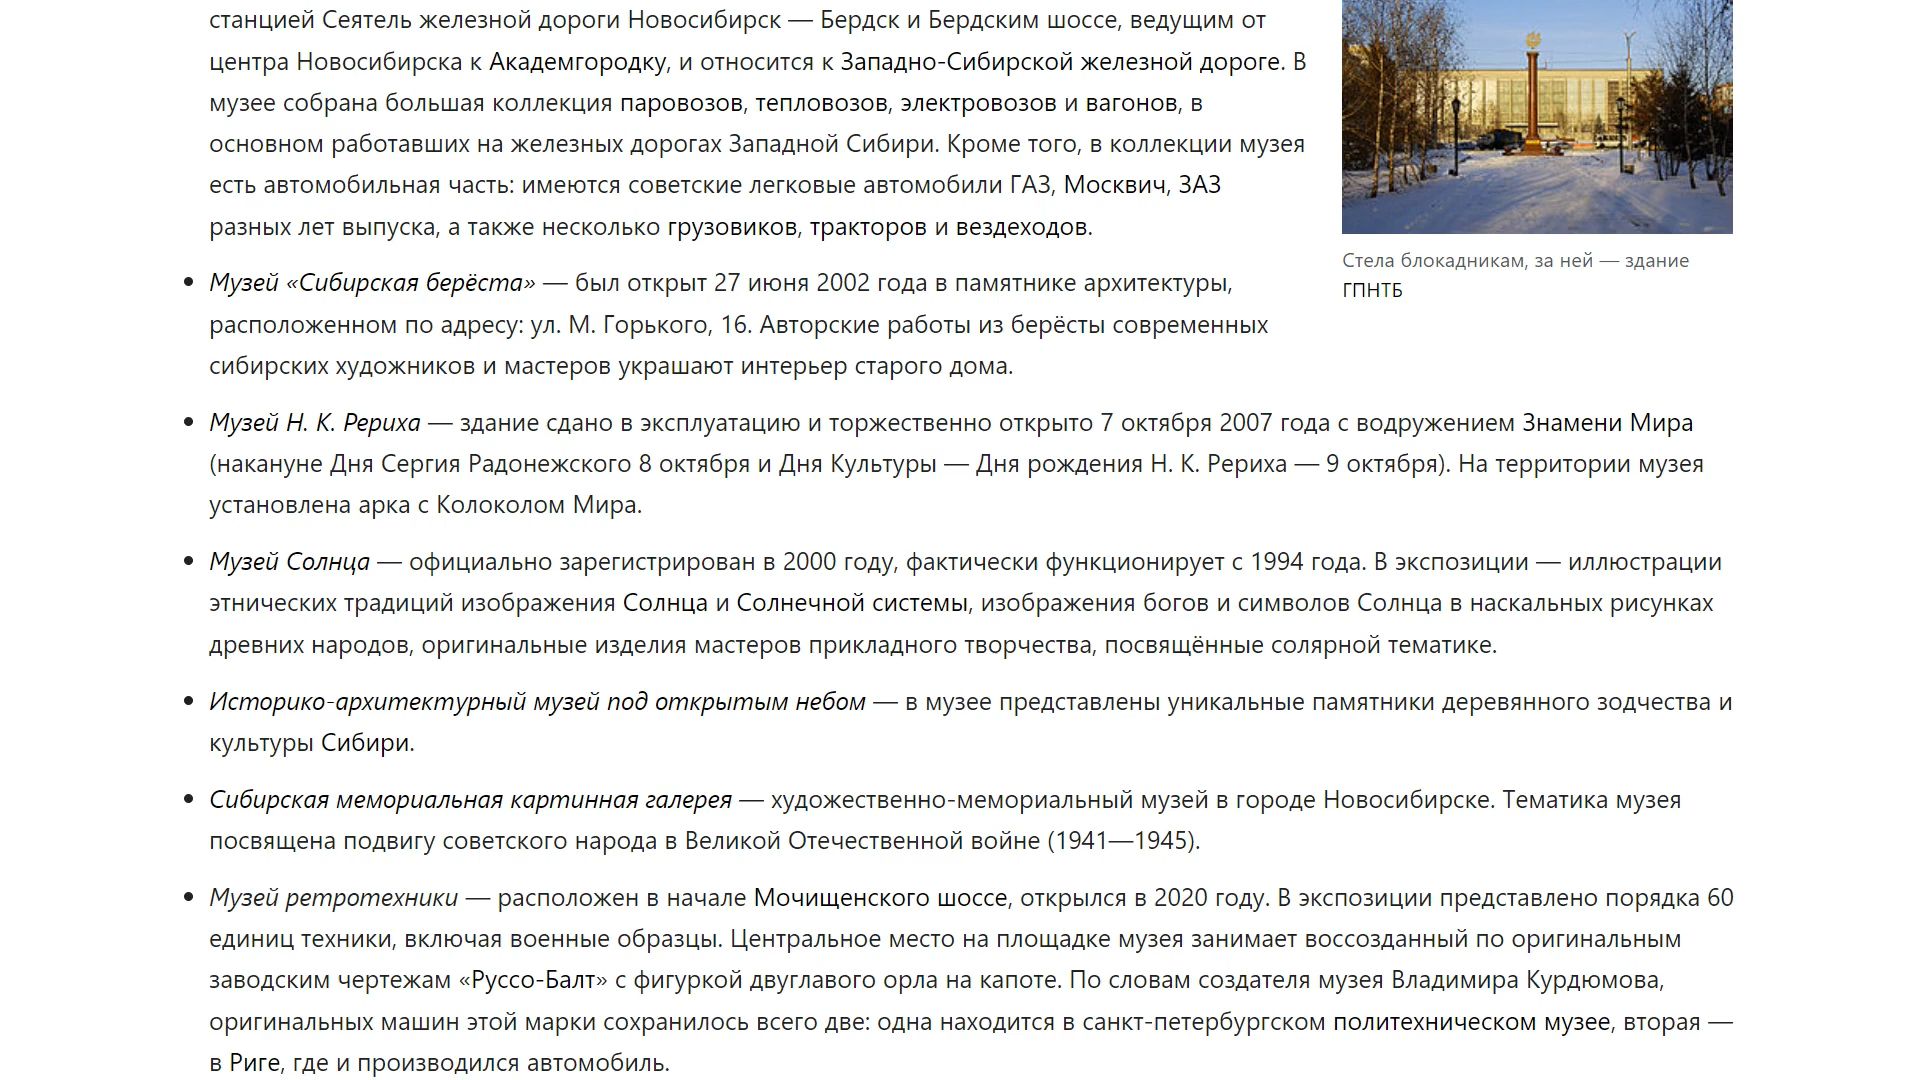 станцией Сеятель железной дороги Новосибирск — Бердск и Бердским шоссе, ведущим от
центра Новосибирска к Академгородку, и относится к Западно-Сибирской железной дороге. В
музее собрана большая коллекция паровозов, тепловозов, электровозов и вагонов, в
основном работавших на железных дорогах Западной Сибири. Кроме того, в коллекции музея
есть автомобильная часть: имеются советские легковые автомобили ГАЗ, Москвич, ЗАЗ
разных лет выпуска, а также несколько грузовиков, тракторов и вездеходов.
Стела блокадникам, за ней — здание
ГПНТБ
• Музей «Сибирская берёста» — был открыт 27 июня 2002 года в памятнике архитектуры,
расположенном по адресу: ул. М. Горького, 16. Авторские работы из берёсты современных
сибирских художников и мастеров украшают интерьер старого дома.
• Музей Н. К. Рериха — здание сдано в эксплуатацию и торжественно открыто 7 октября 2007 года с водружением Знамени Мира
(накануне Дня Сергия Радонежского 8 октября и Дня Культуры — Дня рождения Н. К. Рериха — 9 октября). На территории музея
установлена арка с Колоколом Мира.
• Музей Солнца — официально зарегистрирован в 2000 году, фактически функционирует с 1994 года. В экспозиции — иллюстрации
этнических традиций изображения Солнца и Солнечной системы, изображения богов и символов Солнца в наскальных рисунках
древних народов, оригинальные изделия мастеров прикладного творчества, посвящённые солярной тематике.
• Историко-архитектурный музей под открытым небом — в музее представлены уникальные памятники деревянного зодчества и
культуры Сибири.
• Сибирская мемориальная картинная галерея — художественно-мемориальный музей в городе Новосибирске. Тематика музея
посвящена подвигу советского народа в Великой Отечественной войне (1941—1945).
• Музей ретротехники — расположен в начале Мочищенского шоссе, открылся в 2020 году. В экспозиции представлено порядка 60
единиц техники, включая военные образцы. Центральное место на площадке музея занимает воссозданный по оригинальным
заводским чертежам «Руссо-Балт» с фигуркой двуглавого орла на капоте. По словам создателя музея Владимира Курдюмова,
оригинальных машин этой марки сохранилось всего две: одна находится в санкт-петербургском политехническом музее, вторая —
в Риге, где и производился автомобиль.